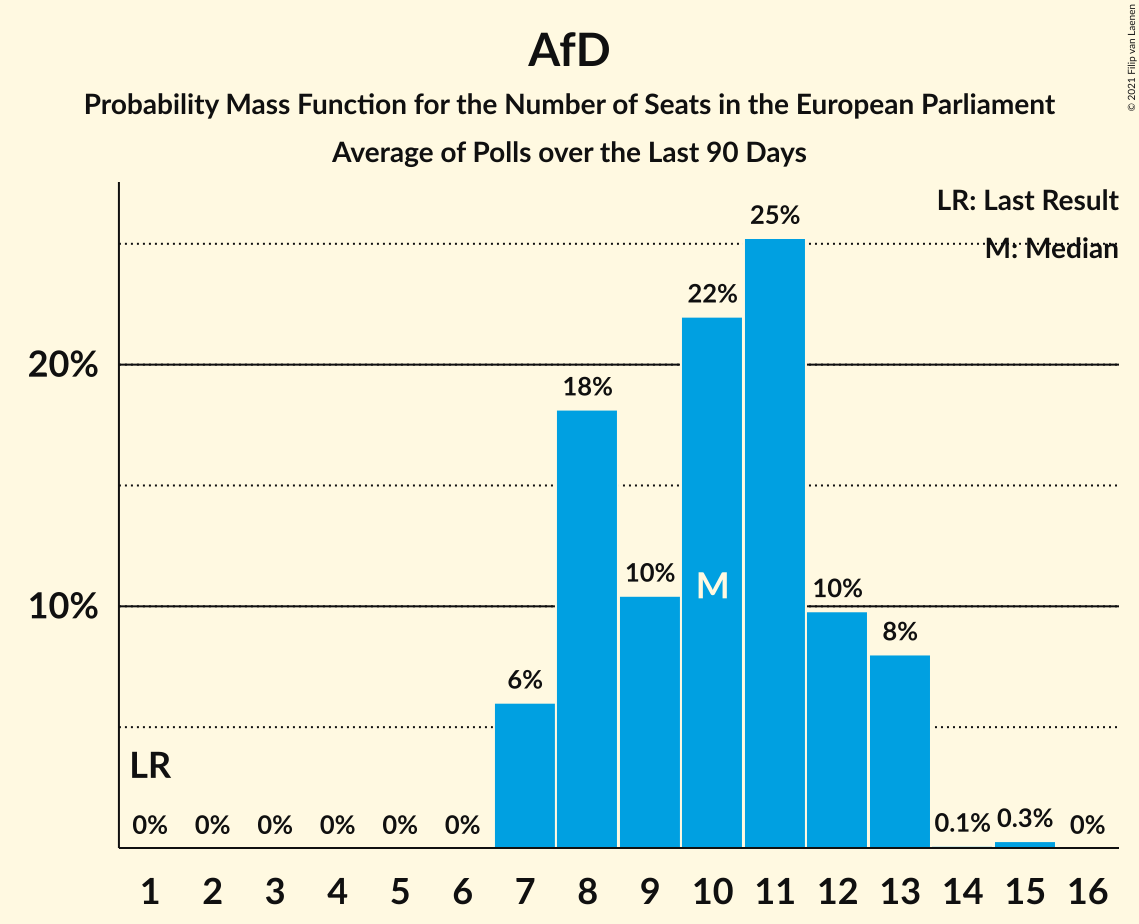 AfD
Probability Mass Function for the Number of Seats in the European Parliament
Average of Polls over the Last 90 Days
© 2021 Filip van Laenen
LR: Last Result
M: Median
25%
22%
20%
18%
10%
M
10%
10%
8%
6%
LR
0% 0% 0% 0% 0% 0% 0.1% 0.3% 0%
1 2 3 4 5 6 7 8 9 10 11 12 13 14 15 16